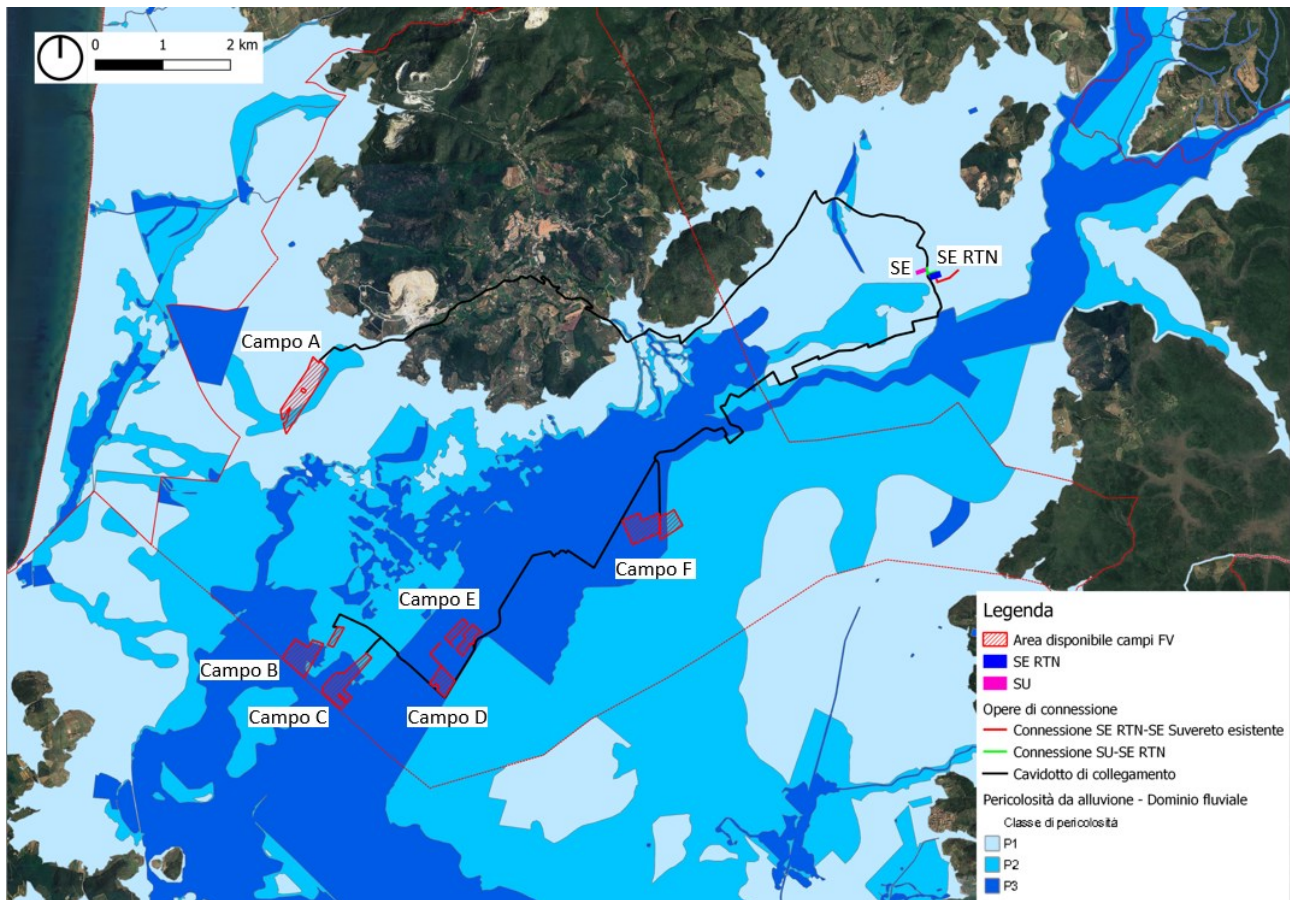 0 1 2 km
SE RTN
SE
Campo A
Campo F
Campo E
Campo B
Campo C
Campo D
Legenda
Area disponibile campi FV
SE RTN
SU
Opere di connessione
Connessione SE RTN-SE Suvereto esistente
Connessione SU-SE RTN
Cavidotto di collegamento
Pericolosità da alluvione - Dominio fluviale
Classe di pericolosità
P1
P2
P3